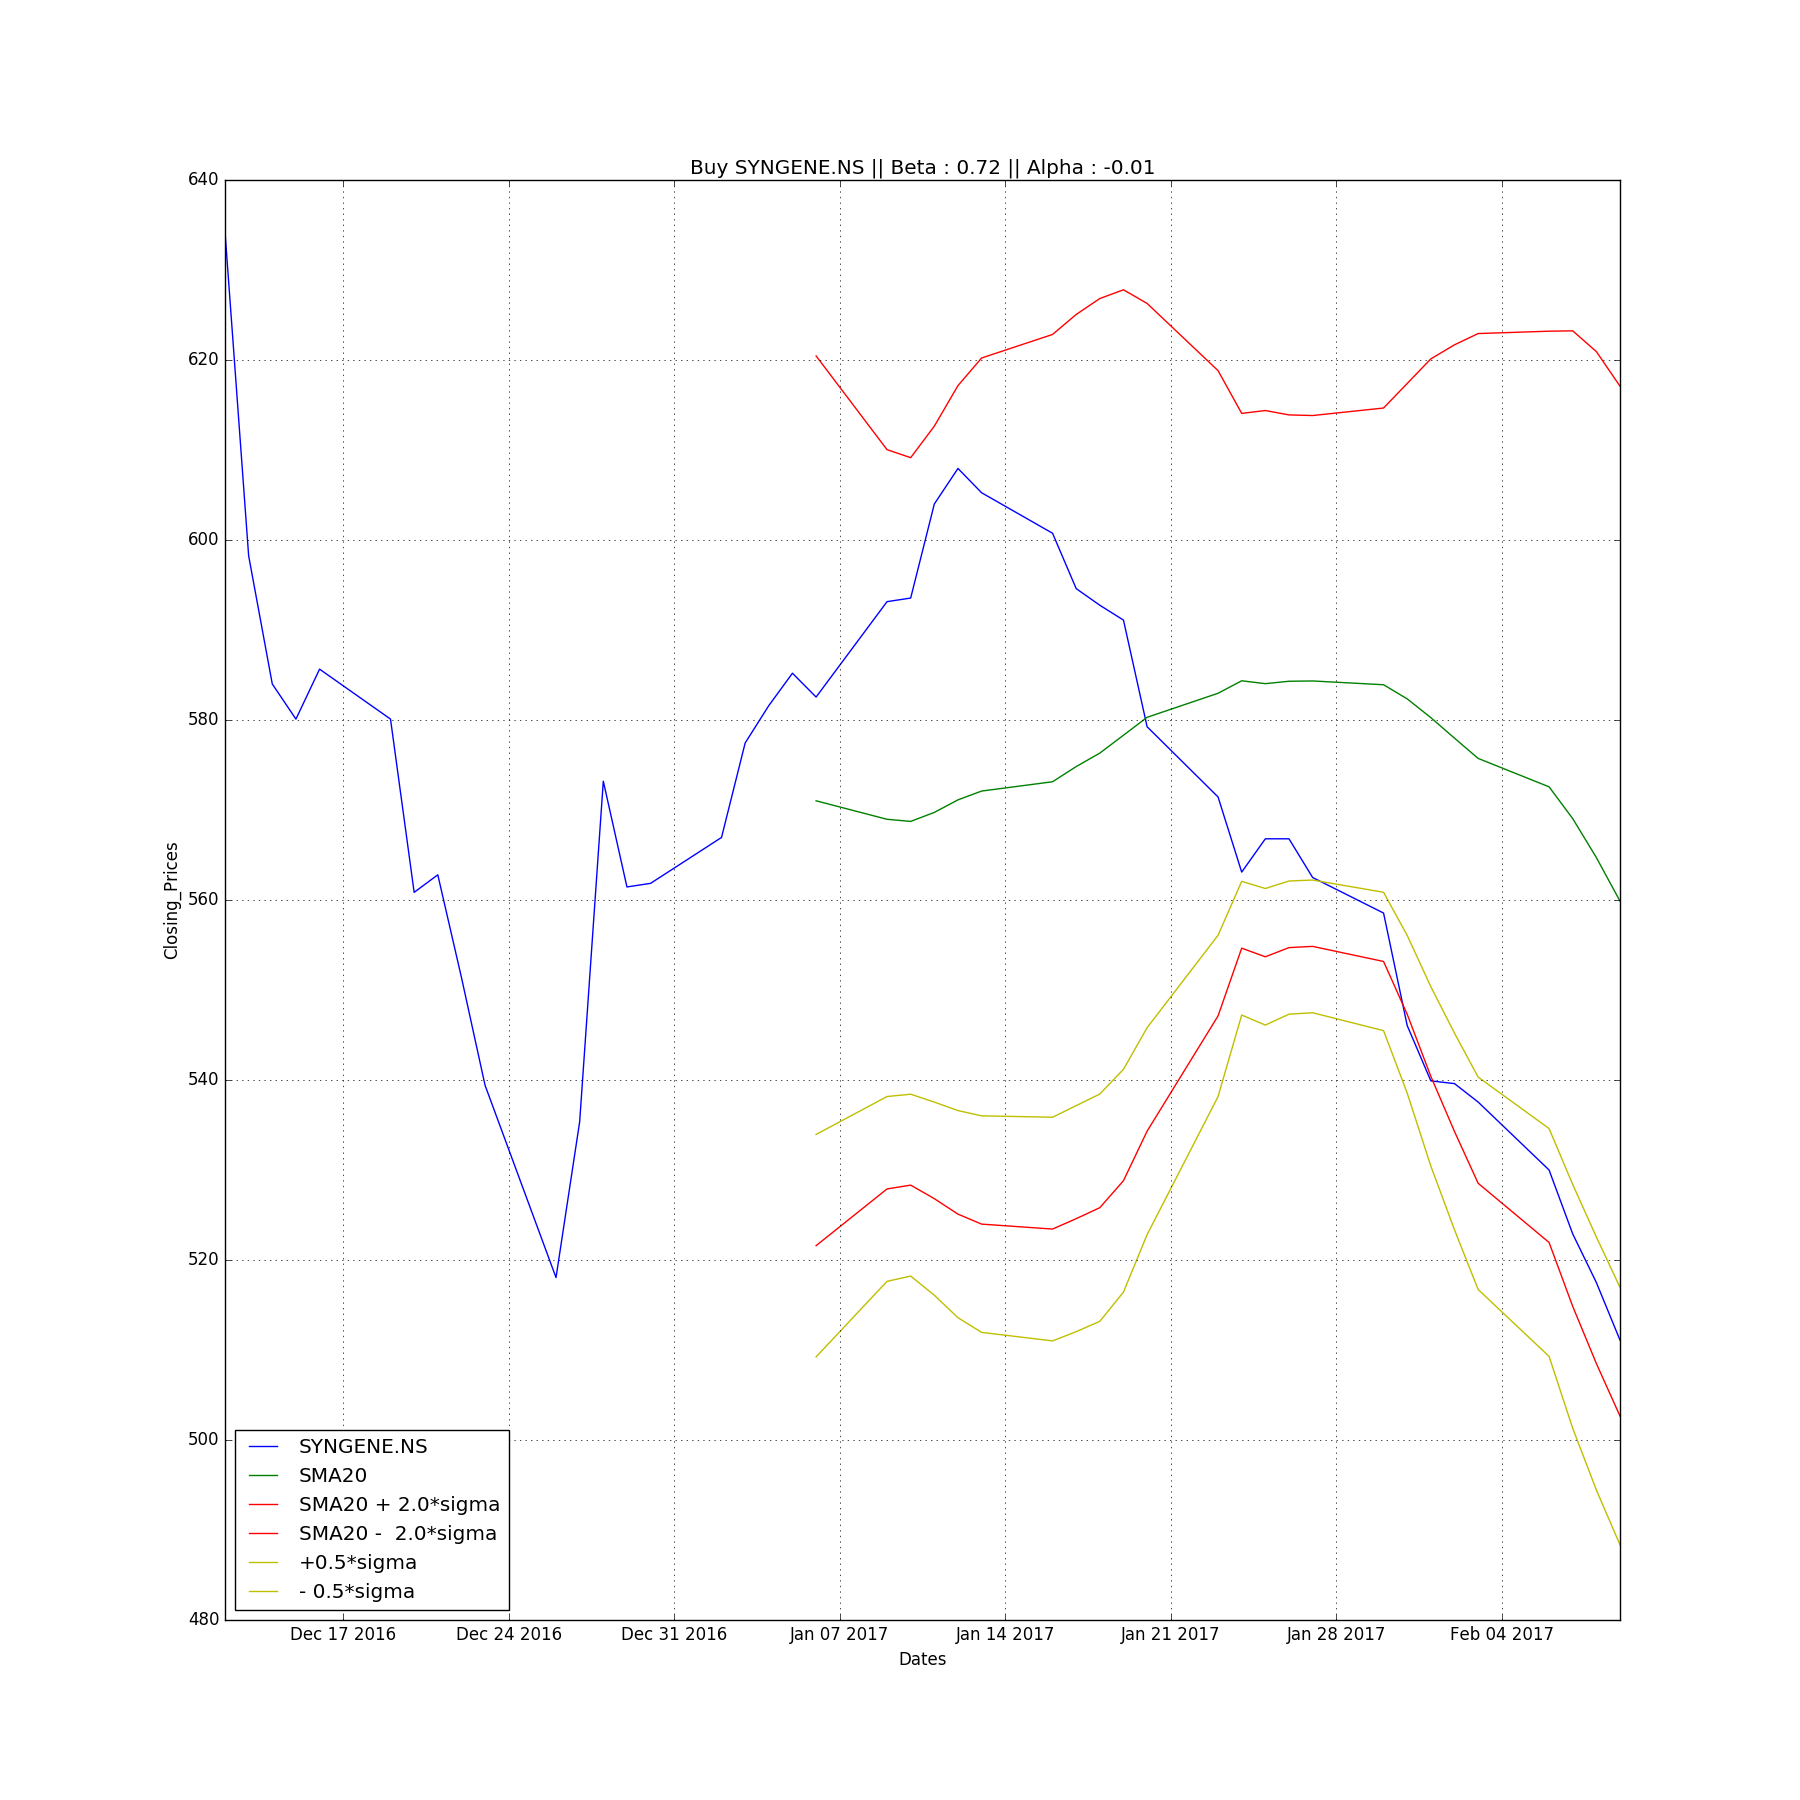 Buy SYNGENE.NS || Beta : 0.72 || Alpha : -0.01
640
620
600
580
560
540
520
500
480
Closing_Prices
SYNGENE.NS
SMA20
SMA20 + 2.0*sigma
SMA20 -  2.0*sigma
+0.5*sigma
- 0.5*sigma
Dec 17 2016 Dec 24 2016 Dec 31 2016 Jan 07 2017 Jan 14 2017 Jan 21 2017 Jan 28 2017 Feb 04 2017
Dates